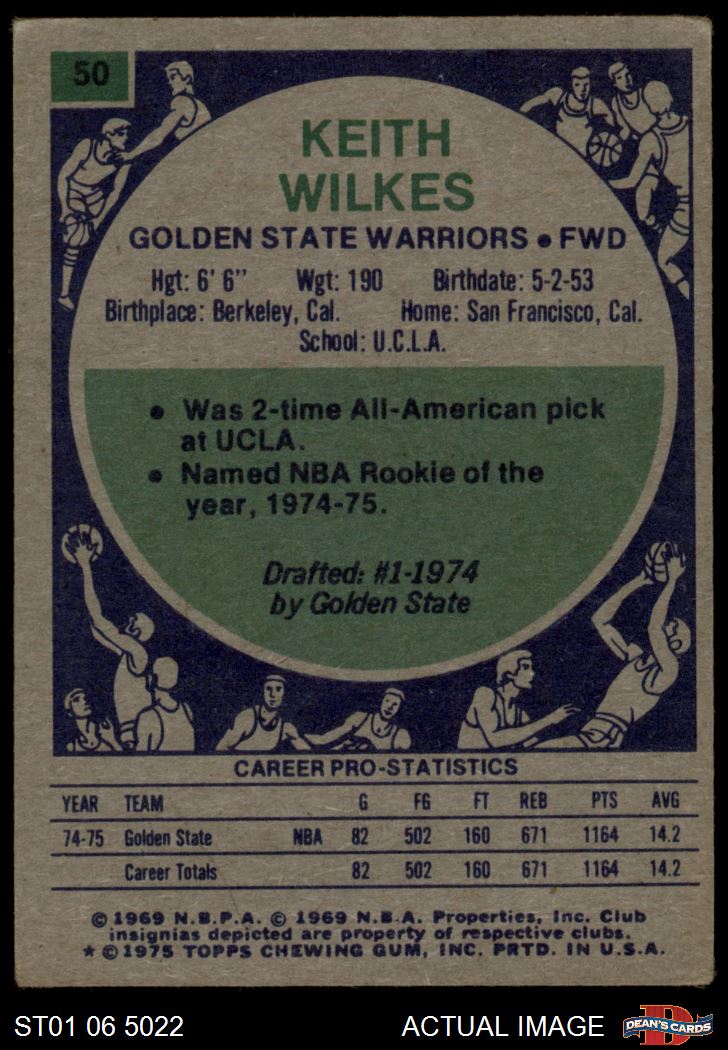 50
KEITH
WILKES
GOLDEN STATE WARRIORS • FWD
Hgt: 6' 6" Wgt: 190 Birthdate: 5-2-53
Birthplace: Berkeley, Cal. Home: San Francisco, Cal.
School: U.C.L.A.
• Was 2-time All-American pick
at UCLA.
• Named NBA Rookie of the
year, 1974-75.
Drafted: #1-1974
by Golden State
CAREER PRO-STATISTICS
YEAR TEAM G FG FT REB PTS AVG
74-75 Golden State NBA 82 502 160 671 1164 14.2
Career Totals 82 502 160 671 1164 14.2
© 1969 N.B.P.A. © 1969 N.B.A. Properties, Inc. Club
insignias depicted are property of respective clubs.
★ © 1975 TOPPS CHEWING GUM, INC. PRTD. IN U.S.A.
ST01 06 5022 ACTUAL IMAGE D DEAN'S CARDS